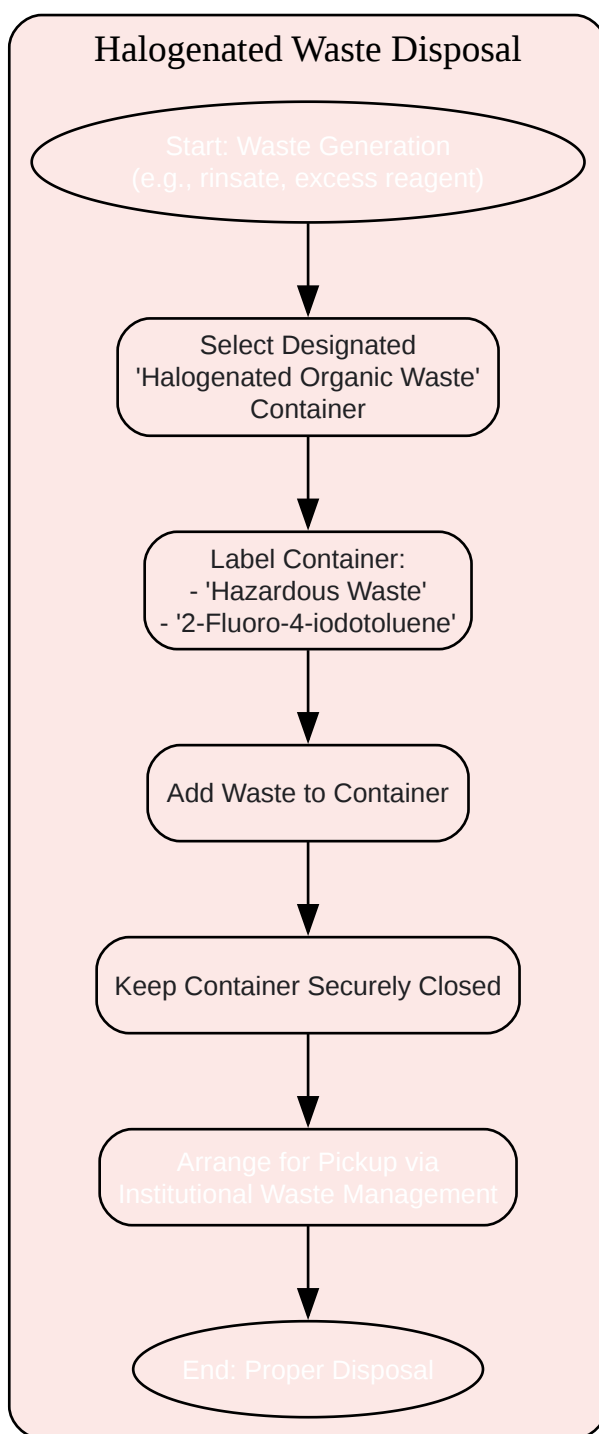 Halogenated Waste Disposal
Start: Waste Generation
(e.g., rinsate, excess reagent)
Select Designated
'Halogenated Organic Waste'
Container
Label Container:
- 'Hazardous Waste'
- '2-Fluoro-4-iodotoluene'
Add Waste to Container
Keep Container Securely Closed
Arrange for Pickup via
Institutional Waste Management
End: Proper Disposal